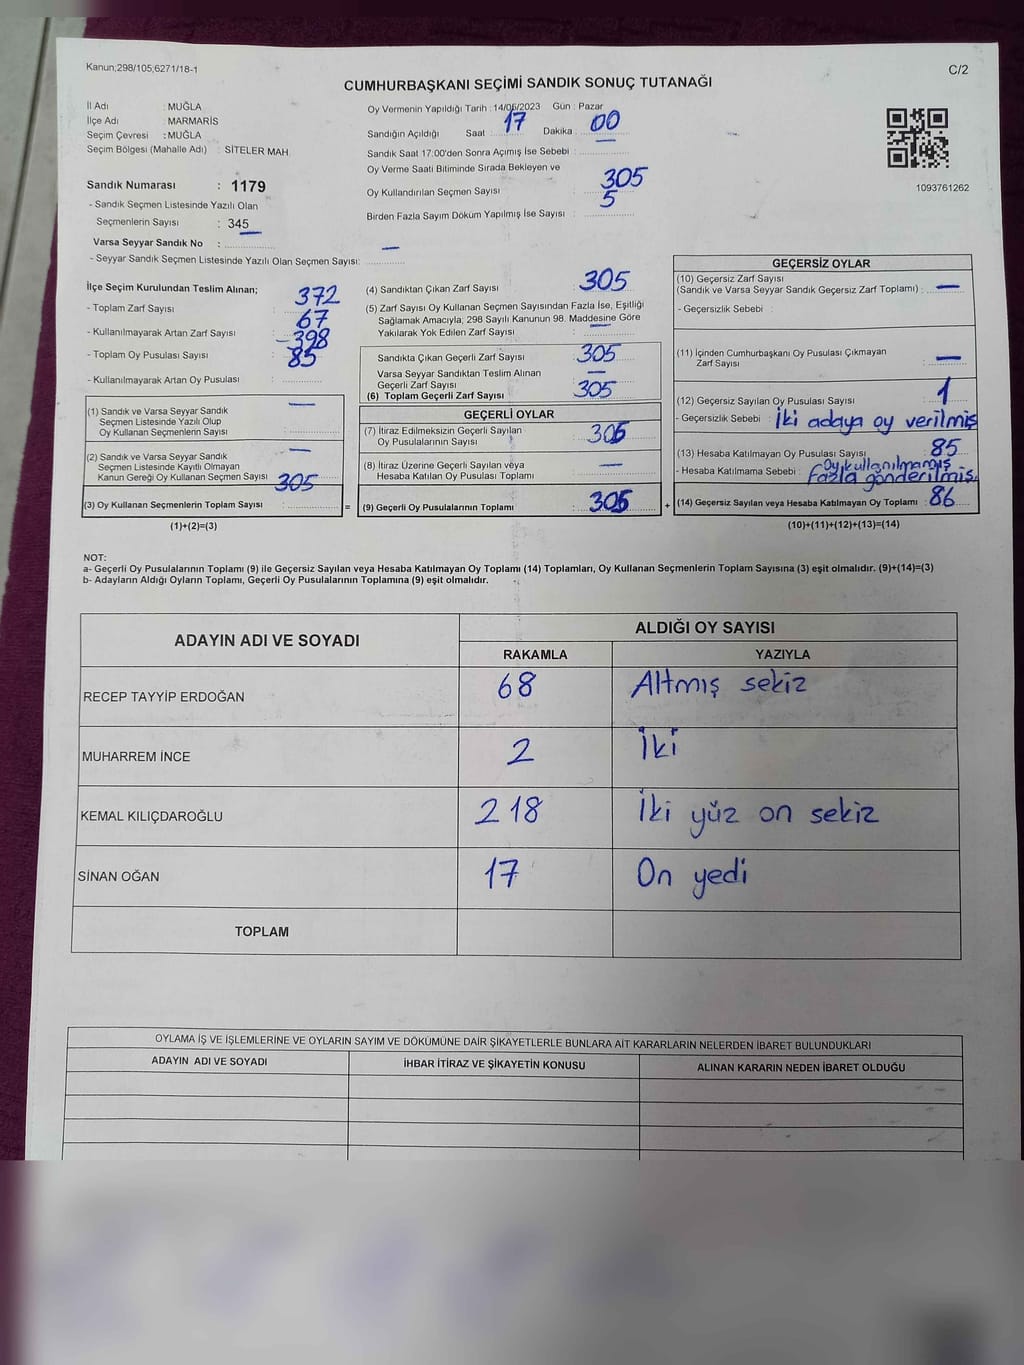 Kanun;298/105;6271/18-1
C/2
CUMHURBAŞKANI SEÇİMİ SANDIK SONUÇ TUTANAĞI
İl Adı : MUĞLA
İlçe Adı : MARMARİS
Seçim Çevresi : MUĞLA
Seçim Bölgesi (Mahalle Adı) : SİTELER MAH.
Sandık Numarası : 1179
- Sandık Seçmen Listesinde Yazılı Olan
Seçmenlerin Sayısı : 345
Varsa Seyyar Sandık No :
- Seyyar Sandık Seçmen Listesinde Yazılı Olan Seçmen Sayısı: —
Oy Vermenin Yapıldığı Tarih : 14/05/2023 Gün : Pazar
Sandığın Açıldığı Saat : 17 Dakika : 00
Sandık Saat 17:00'den Sonra Açımış İse Sebebi : —
Oy Verme Saati Bitiminde Sırada Bekleyen ve
Oy Kullandırılan Seçmen Sayısı : 305
Birden Fazla Sayım Döküm Yapılmış İse Sayısı : 5
1093761262
İlçe Seçim Kurulundan Teslim Alınan;
- Toplam Zarf Sayısı : 372
- Kullanılmayarak Artan Zarf Sayısı : 67
- Toplam Oy Pusulası Sayısı : 398
- Kullanılmayarak Artan Oy Pusulası : 85
(1) Sandık ve Varsa Seyyar Sandık
Seçmen Listesinde Yazılı Olup
Oy Kullanan Seçmenlerin Sayısı : —
(2) Sandık ve Varsa Seyyar Sandık
Seçmen Listesinde Kayıtlı Olmayan
Kanun Gereği Oy Kullanan Seçmen Sayısı : —
(3) Oy Kullanan Seçmenlerin Toplam Sayısı : 305
(1)+(2)=(3)
(4) Sandıktan Çıkan Zarf Sayısı : 305
(5) Zarf Sayısı Oy Kullanan Seçmen Sayısından Fazla İse, Eşitliği
Sağlamak Amacıyla; 298 Sayılı Kanunun 98. Maddesine Göre
Yakılarak Yok Edilen Zarf Sayısı : —
Sandıkta Çıkan Geçerli Zarf Sayısı : 305
Varsa Seyyar Sandıktan Teslim Alınan
Geçerli Zarf Sayısı : —
(6) Toplam Geçerli Zarf Sayısı : 305
GEÇERLİ OYLAR
(7) İtiraz Edilmeksizin Geçerli Sayılan
Oy Pusulalarının Sayısı : 305
(8) İtiraz Üzerine Geçerli Sayılan veya
Hesaba Katılan Oy Pusulası Toplamı : —
= (9) Geçerli Oy Pusulalarının Toplamı : 305
GEÇERSİZ OYLAR
(10) Geçersiz Zarf Sayısı
(Sandık ve Varsa Seyyar Sandık Geçersiz Zarf Toplamı) : —
- Geçersizlik Sebebi :
(11) İçinden Cumhurbaşkanı Oy Pusulası Çıkmayan
Zarf Sayısı : —
(12) Geçersiz Sayılan Oy Pusulası Sayısı : 1
- Geçersizlik Sebebi : İki adaya oy verilmiş
(13) Hesaba Katılmayan Oy Pusulası Sayısı : 85
- Hesaba Katılmama Sebebi : Oy kullanılmamış
Fazla gönderilmiş.
+ (14) Geçersiz Sayılan veya Hesaba Katılmayan Oy Toplamı : 86
(10)+(11)+(12)+(13)=(14)
NOT:
a- Geçerli Oy Pusulalarının Toplamı (9) ile Geçersiz Sayılan veya Hesaba Katılmayan Oy Toplamı (14) Toplamları, Oy Kullanan Seçmenlerin Toplam Sayısına (3) eşit olmalıdır. (9)+(14)=(3)
b- Adayların Aldığı Oyların Toplamı, Geçerli Oy Pusulalarının Toplamına (9) eşit olmalıdır.
ADAYIN ADI VE SOYADI
ALDIĞI OY SAYISI
RAKAMLA YAZIYLA
RECEP TAYYİP ERDOĞAN 68 Altmış sekiz
MUHARREM İNCE 2 İki
KEMAL KILIÇDAROĞLU 218 İki yüz on sekiz
SİNAN OĞAN 17 On yedi
TOPLAM
OYLAMA İŞ VE İŞLEMLERİNE VE OYLARIN SAYIM VE DÖKÜMÜNE DAİR ŞİKAYETLERLE BUNLARA AİT KARARLARIN NELERDEN İBARET BULUNDUKLARI
ADAYIN ADI VE SOYADI İHBAR İTİRAZ VE ŞİKAYETİN KONUSU ALINAN KARARIN NEDEN İBARET OLDUĞU